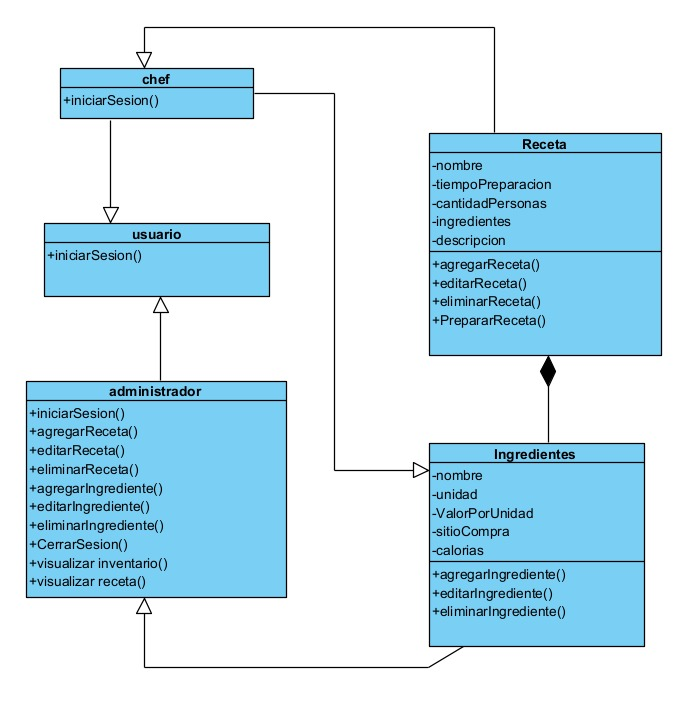 chef
+iniciarSesion()
Receta
-nombre
-tiempoPreparacion
-cantidadPersonas
-ingredientes
-descripcion
+agregarReceta()
+editarReceta()
+eliminarReceta()
+PrepararReceta()
usuario
+iniciarSesion()
administrador
+iniciarSesion()
+agregarReceta()
+editarReceta()
+eliminarReceta()
+agregarIngrediente()
+editarIngrediente()
+eliminarIngrediente()
+CerrarSesion()
+visualizar inventario()
+visualizar receta()
Ingredientes
-nombre
-unidad
-ValorPorUnidad
-sitioCompra
-calorias
+agregarIngrediente()
+editarIngrediente()
+eliminarIngrediente()